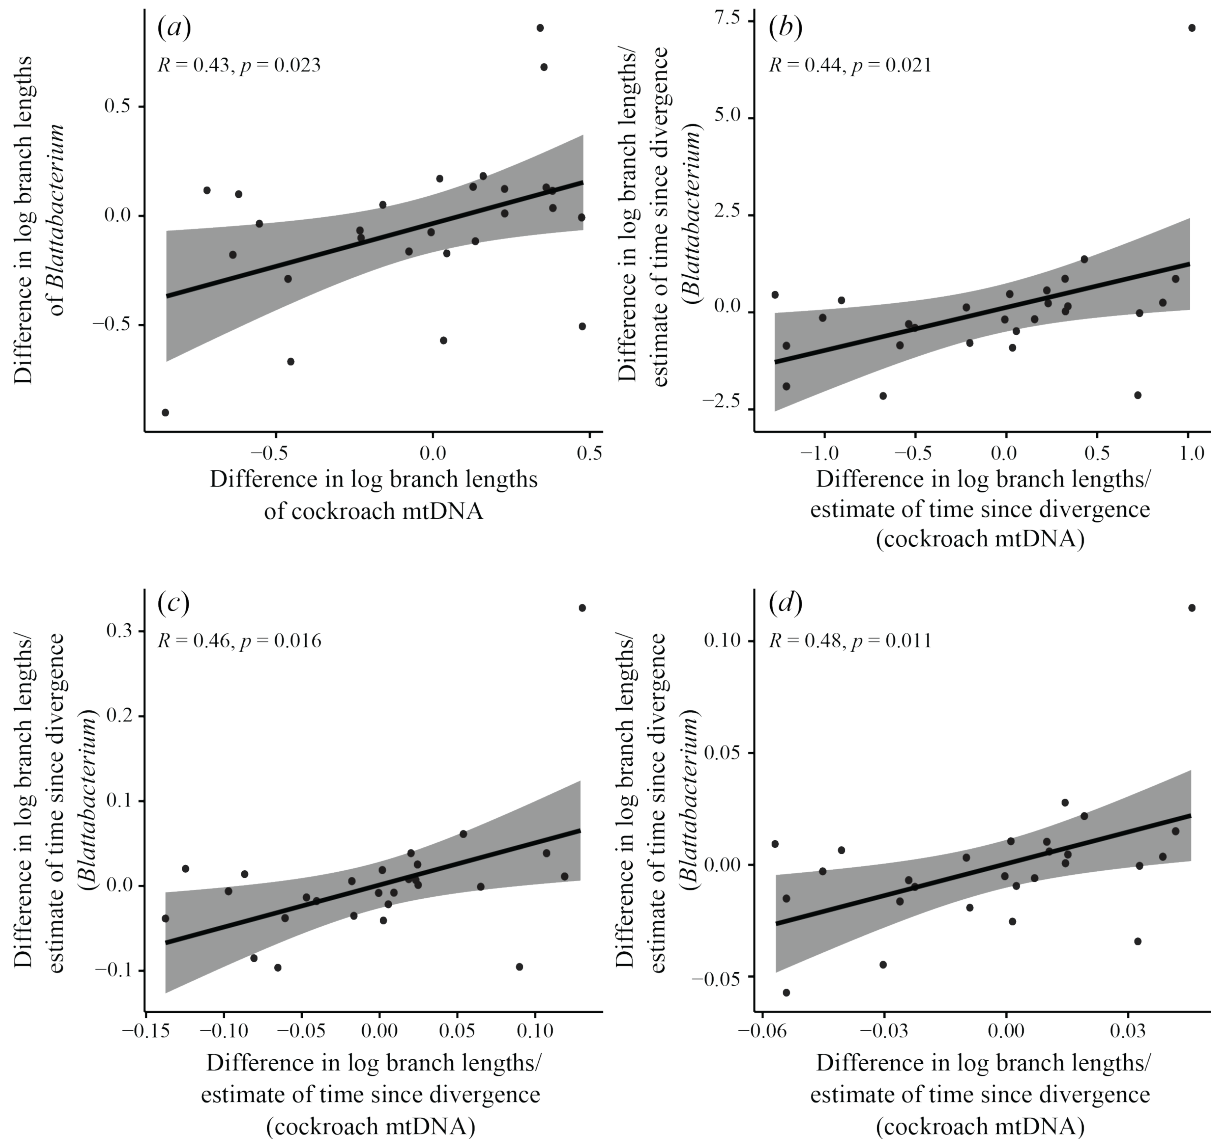 (a)
R = 0.43, p = 0.023
Difference in log branch lengths
of Blattabacterium
0.5
0.0
−0.5
−0.5
0.0
0.5
Difference in log branch lengths
of cockroach mtDNA
(b)
R = 0.44, p = 0.021
Difference in log branch lengths/
estimate of time since divergence
(Blattabacterium)
7.5
5.0
2.5
0.0
−2.5
−1.0
−0.5
0.0
0.5
1.0
Difference in log branch lengths/
estimate of time since divergence
(cockroach mtDNA)
(c)
R = 0.46, p = 0.016
Difference in log branch lengths/
estimate of time since divergence
(Blattabacterium)
0.3
0.2
0.1
0.0
−0.1
−0.15
−0.10
−0.05
0.00
0.05
0.10
Difference in log branch lengths/
estimate of time since divergence
(cockroach mtDNA)
(d)
R = 0.48, p = 0.011
Difference in log branch lengths/
estimate of time since divergence
(Blattabacterium)
0.10
0.05
0.00
−0.05
−0.06
−0.03
0.00
0.03
Difference in log branch lengths/
estimate of time since divergence
(cockroach mtDNA)